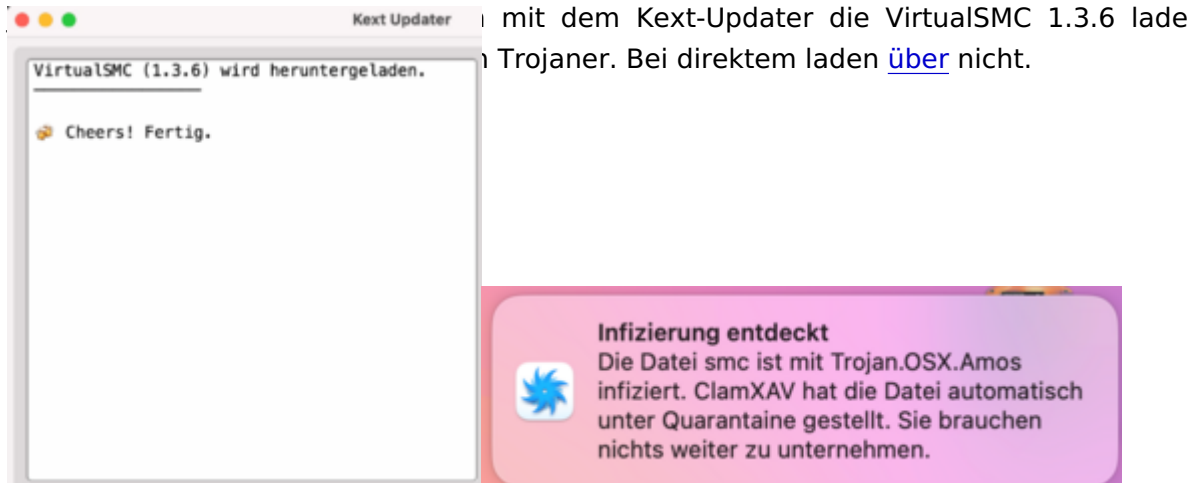 Kext Updater
mit dem Kext-Updater die VirtualSMC 1.3.6 lade
Trojaner. Bei direktem laden über nicht.
VirtualSMC (1.3.6) wird heruntergeladen.
Cheers! Fertig.
Infizierung entdeckt
Die Datei smc ist mit Trojan.OSX.Amos
infiziert. ClamXAV hat die Datei automatisch
unter Quarantaine gestellt. Sie brauchen
nichts weiter zu unternehmen.